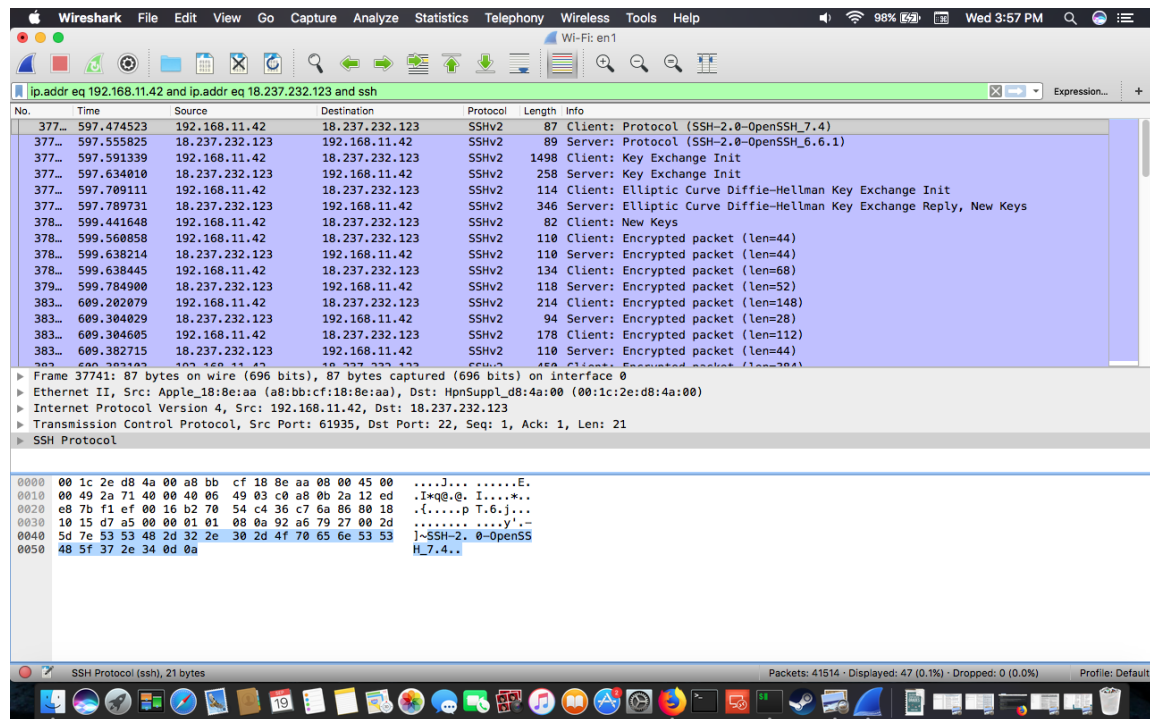 Wireshark File Edit View Go Capture Analyze Statistics Telephony Wireless Tools Help 98% Wed 3:57 PM
Wi-Fi: en1
ip.addr eq 192.168.11.42 and ip.addr eq 18.237.232.123 and ssh Expression... +
No. Time Source Destination Protocol Length Info
377… 597.474523 192.168.11.42 18.237.232.123 SSHv2 87 Client: Protocol (SSH-2.0-OpenSSH_7.4)
377… 597.555825 18.237.232.123 192.168.11.42 SSHv2 89 Server: Protocol (SSH-2.0-OpenSSH_6.6.1)
377… 597.591339 192.168.11.42 18.237.232.123 SSHv2 1498 Client: Key Exchange Init
377… 597.634010 18.237.232.123 192.168.11.42 SSHv2 258 Server: Key Exchange Init
377… 597.709111 192.168.11.42 18.237.232.123 SSHv2 114 Client: Elliptic Curve Diffie-Hellman Key Exchange Init
377… 597.789731 18.237.232.123 192.168.11.42 SSHv2 346 Server: Elliptic Curve Diffie-Hellman Key Exchange Reply, New Keys
378… 599.441648 192.168.11.42 18.237.232.123 SSHv2 82 Client: New Keys
378… 599.560858 192.168.11.42 18.237.232.123 SSHv2 110 Client: Encrypted packet (len=44)
378… 599.638214 18.237.232.123 192.168.11.42 SSHv2 110 Server: Encrypted packet (len=44)
378… 599.638445 192.168.11.42 18.237.232.123 SSHv2 134 Client: Encrypted packet (len=68)
379… 599.784900 18.237.232.123 192.168.11.42 SSHv2 118 Server: Encrypted packet (len=52)
383… 609.202079 192.168.11.42 18.237.232.123 SSHv2 214 Client: Encrypted packet (len=148)
383… 609.304029 18.237.232.123 192.168.11.42 SSHv2 94 Server: Encrypted packet (len=28)
383… 609.304605 192.168.11.42 18.237.232.123 SSHv2 178 Client: Encrypted packet (len=112)
383… 609.382715 18.237.232.123 192.168.11.42 SSHv2 110 Server: Encrypted packet (len=44)
Frame 37741: 87 bytes on wire (696 bits), 87 bytes captured (696 bits) on interface 0
Ethernet II, Src: Apple_18:8e:aa (a8:bb:cf:18:8e:aa), Dst: HpnSuppl_d8:4a:00 (00:1c:2e:d8:4a:00)
Internet Protocol Version 4, Src: 192.168.11.42, Dst: 18.237.232.123
Transmission Control Protocol, Src Port: 61935, Dst Port: 22, Seq: 1, Ack: 1, Len: 21
SSH Protocol
0000 00 1c 2e d8 4a 00 a8 bb cf 18 8e aa 08 00 45 00 ....J... ......E.
0010 00 49 2a 71 40 00 40 06 49 03 c0 a8 0b 2a 12 ed .I*q@.@. I....*..
0020 e8 7b f1 ef 00 16 b2 70 54 c4 36 c7 6a 86 80 18 .{.....p T.6.j...
0030 10 15 d7 a5 00 00 01 01 08 0a 92 a6 79 27 00 2d ........ ....y'.-
0040 5d 7e 53 53 48 2d 32 2e 30 2d 4f 70 65 6e 53 53 ]~SSH-2. 0-OpenSS
0050 48 5f 37 2e 34 0d 0a H_7.4..
SSH Protocol (ssh), 21 bytes Packets: 41514 · Displayed: 47 (0.1%) · Dropped: 0 (0.0%) Profile: Default
19